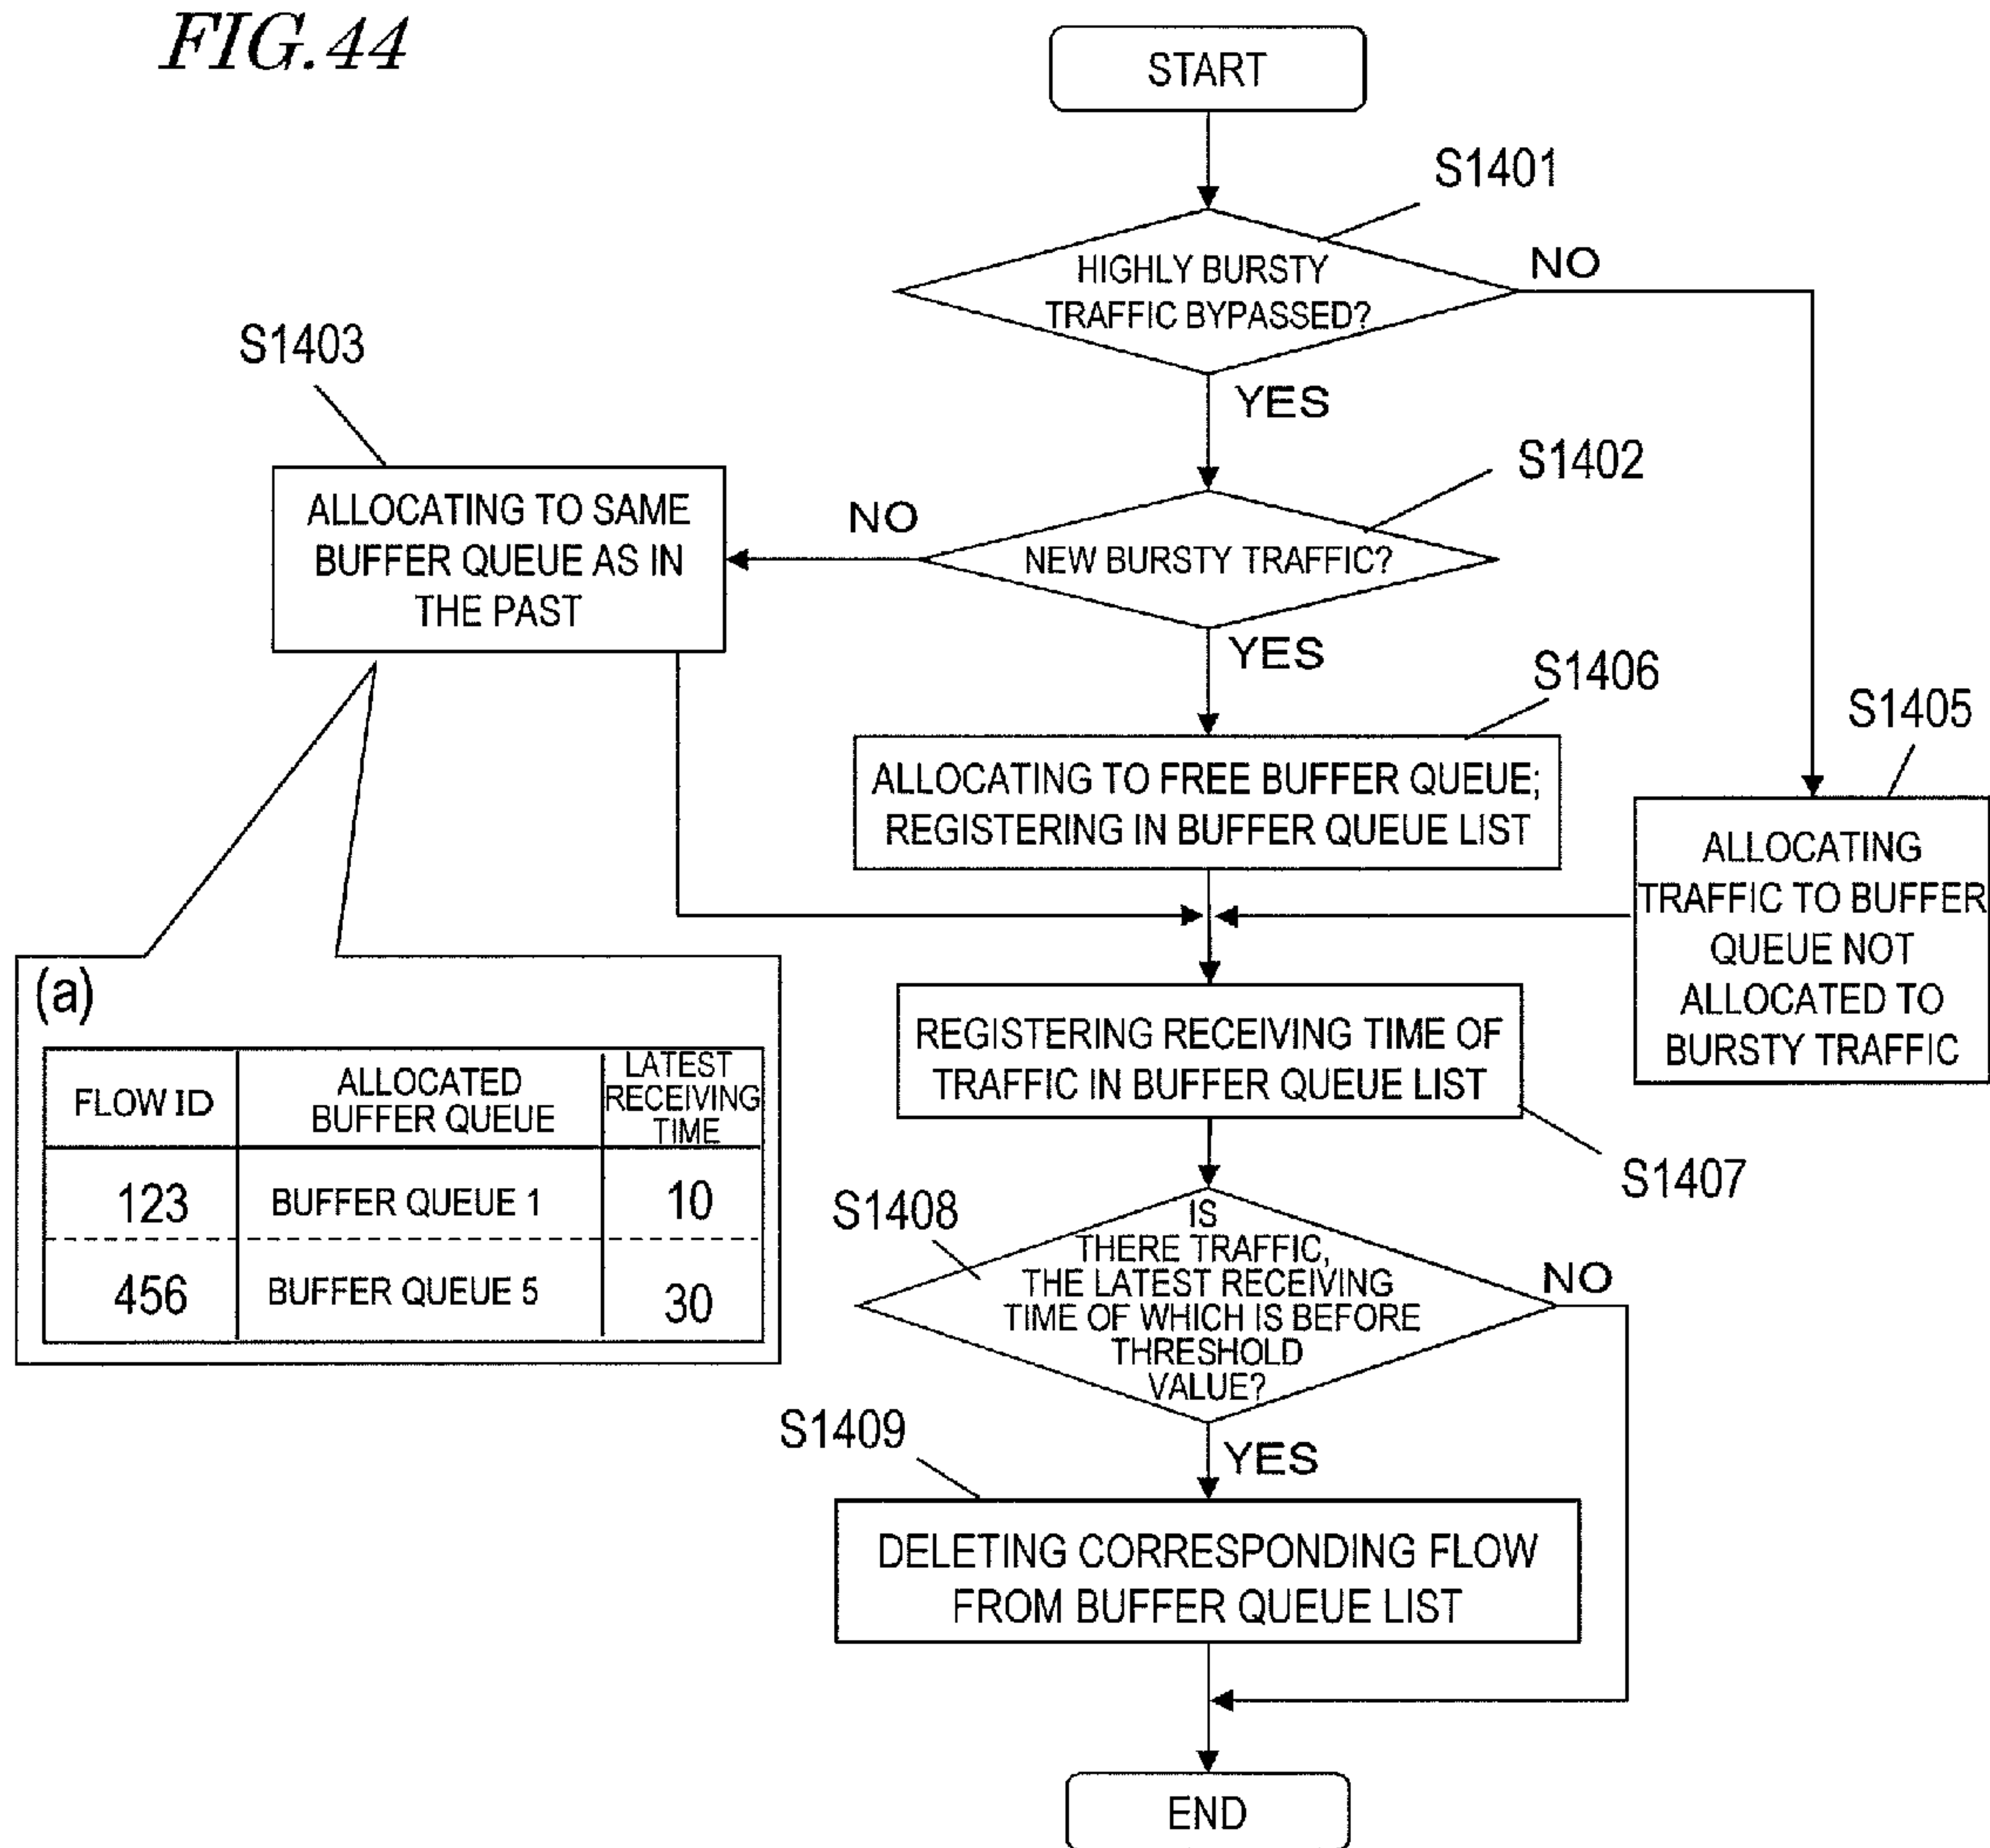 FIG.44
START
S1401
HIGHLY BURSTY
TRAFFIC BYPASSED?
NO
YES
S1402
NEW BURSTY TRAFFIC?
NO
S1403
ALLOCATING TO SAME
BUFFER QUEUE AS IN
THE PAST
YES
S1406
ALLOCATING TO FREE BUFFER QUEUE;
REGISTERING IN BUFFER QUEUE LIST
S1405
ALLOCATING
TRAFFIC TO BUFFER
QUEUE NOT
ALLOCATED TO
BURSTY TRAFFIC
(a)
FLOW ID
ALLOCATED
BUFFER QUEUE
LATEST
RECEIVING
TIME
123
BUFFER QUEUE 1
10
456
BUFFER QUEUE 5
30
REGISTERING RECEIVING TIME OF
TRAFFIC IN BUFFER QUEUE LIST
S1407
S1408
IS
THERE TRAFFIC,
THE LATEST RECEIVING
TIME OF WHICH IS BEFORE
THRESHOLD
VALUE?
NO
YES
S1409
DELETING CORRESPONDING FLOW
FROM BUFFER QUEUE LIST
END